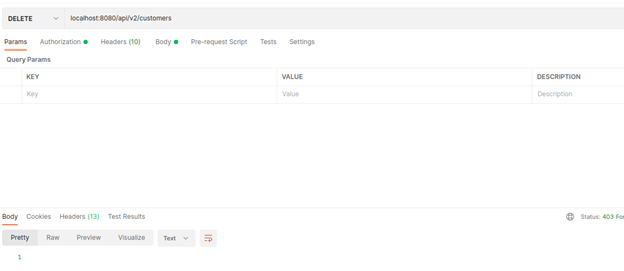 DELETE localhost:8080/api/v2/customers
Params Authorization Headers (10) Body Pre-request Script Tests Settings
Query Params
KEY VALUE DESCRIPTION
Key Value Description
Body Cookies Headers (13) Test Results Status: 403 For
Pretty Raw Preview Visualize Text
1